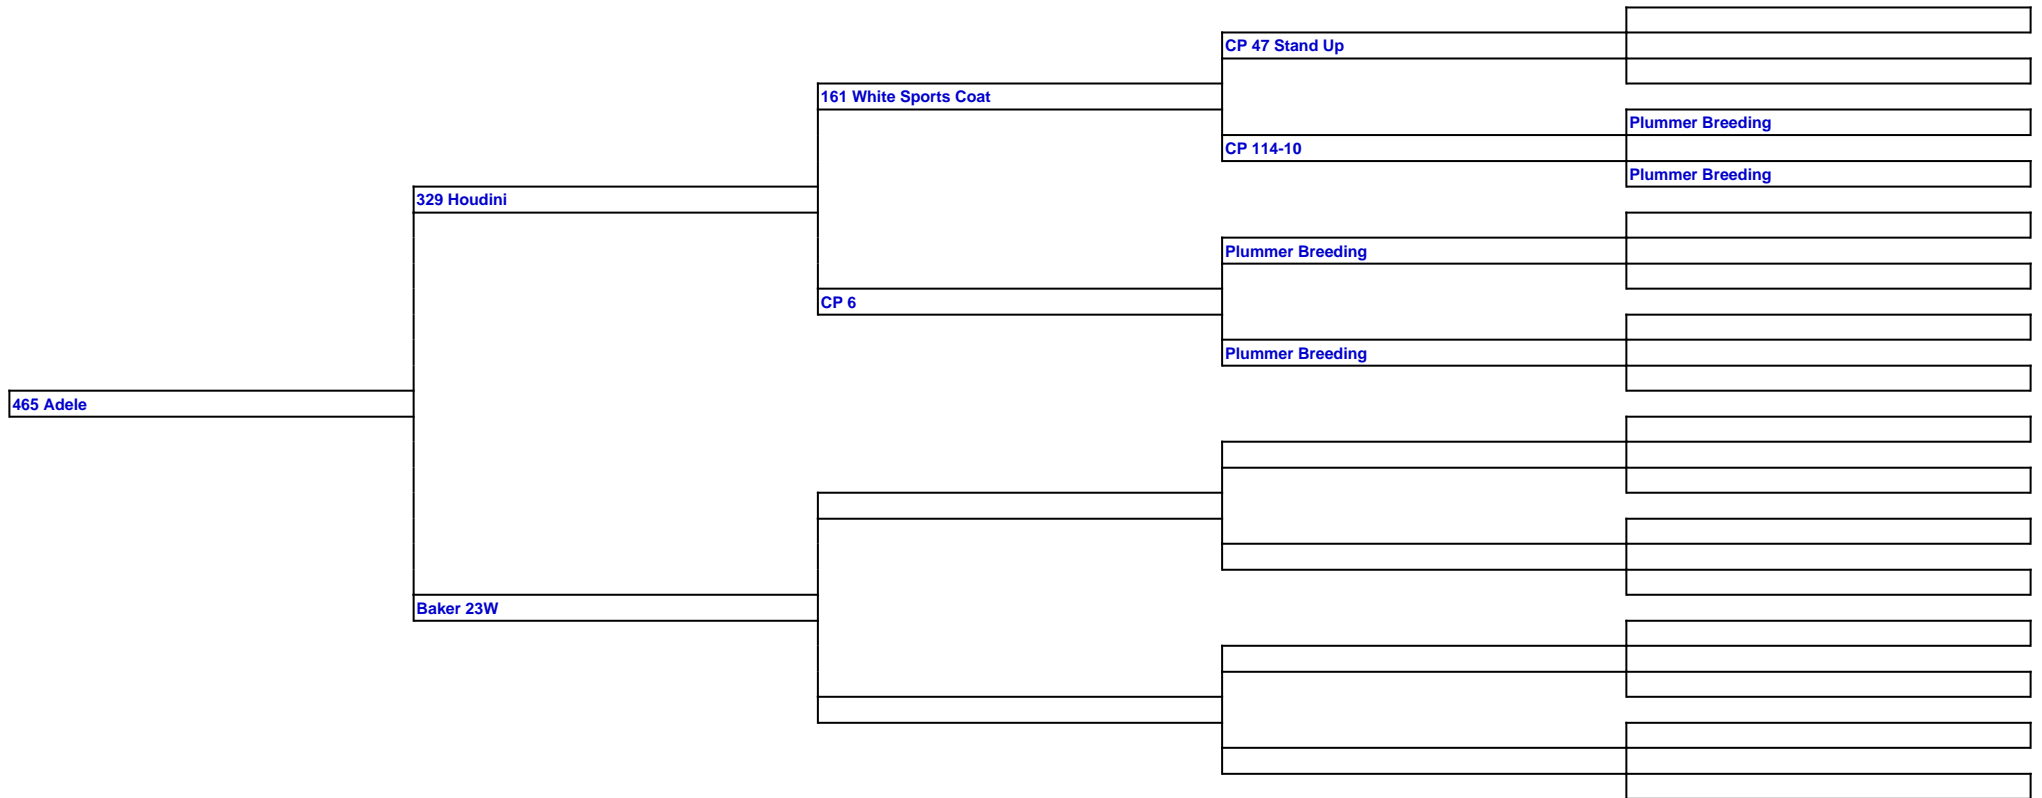 CP 47 Stand Up
161 White Sports Coat
Plummer Breeding
CP 114-10
Plummer Breeding
329 Houdini
Plummer Breeding
CP 6
Plummer Breeding
465 Adele
Baker 23W